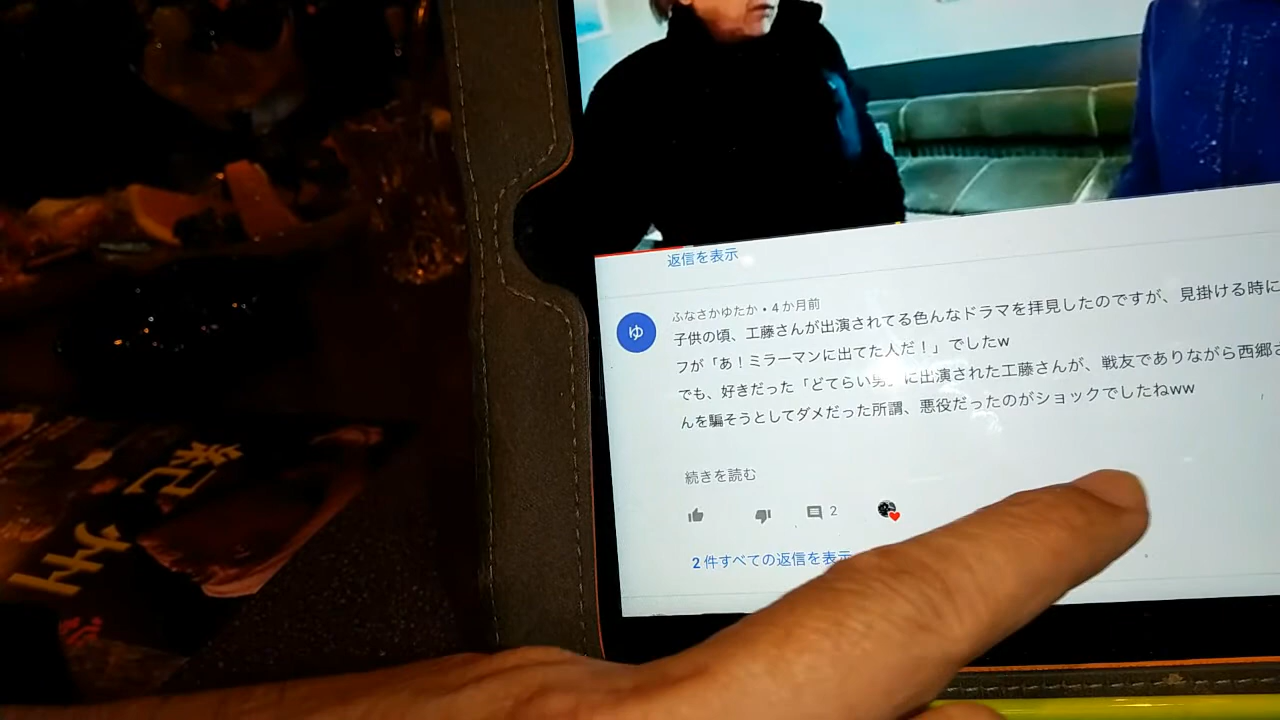 返信を表示
ふなさかゆたか • 4 か月前
ゆ
子供の頃、工藤さんが出演されてる色んなドラマを拝見したのですが、見掛ける時に
フが「あ！ミラーマンに出てた人だ！」でしたw
でも、好きだった「どてらい男」に出演された工藤さんが、戦友でありながら西郷さ
んを騙そうとしてダメだった所謂、悪役だったのがショックでしたねww
続きを読む
2
2 件すべての返信を表示
紀州